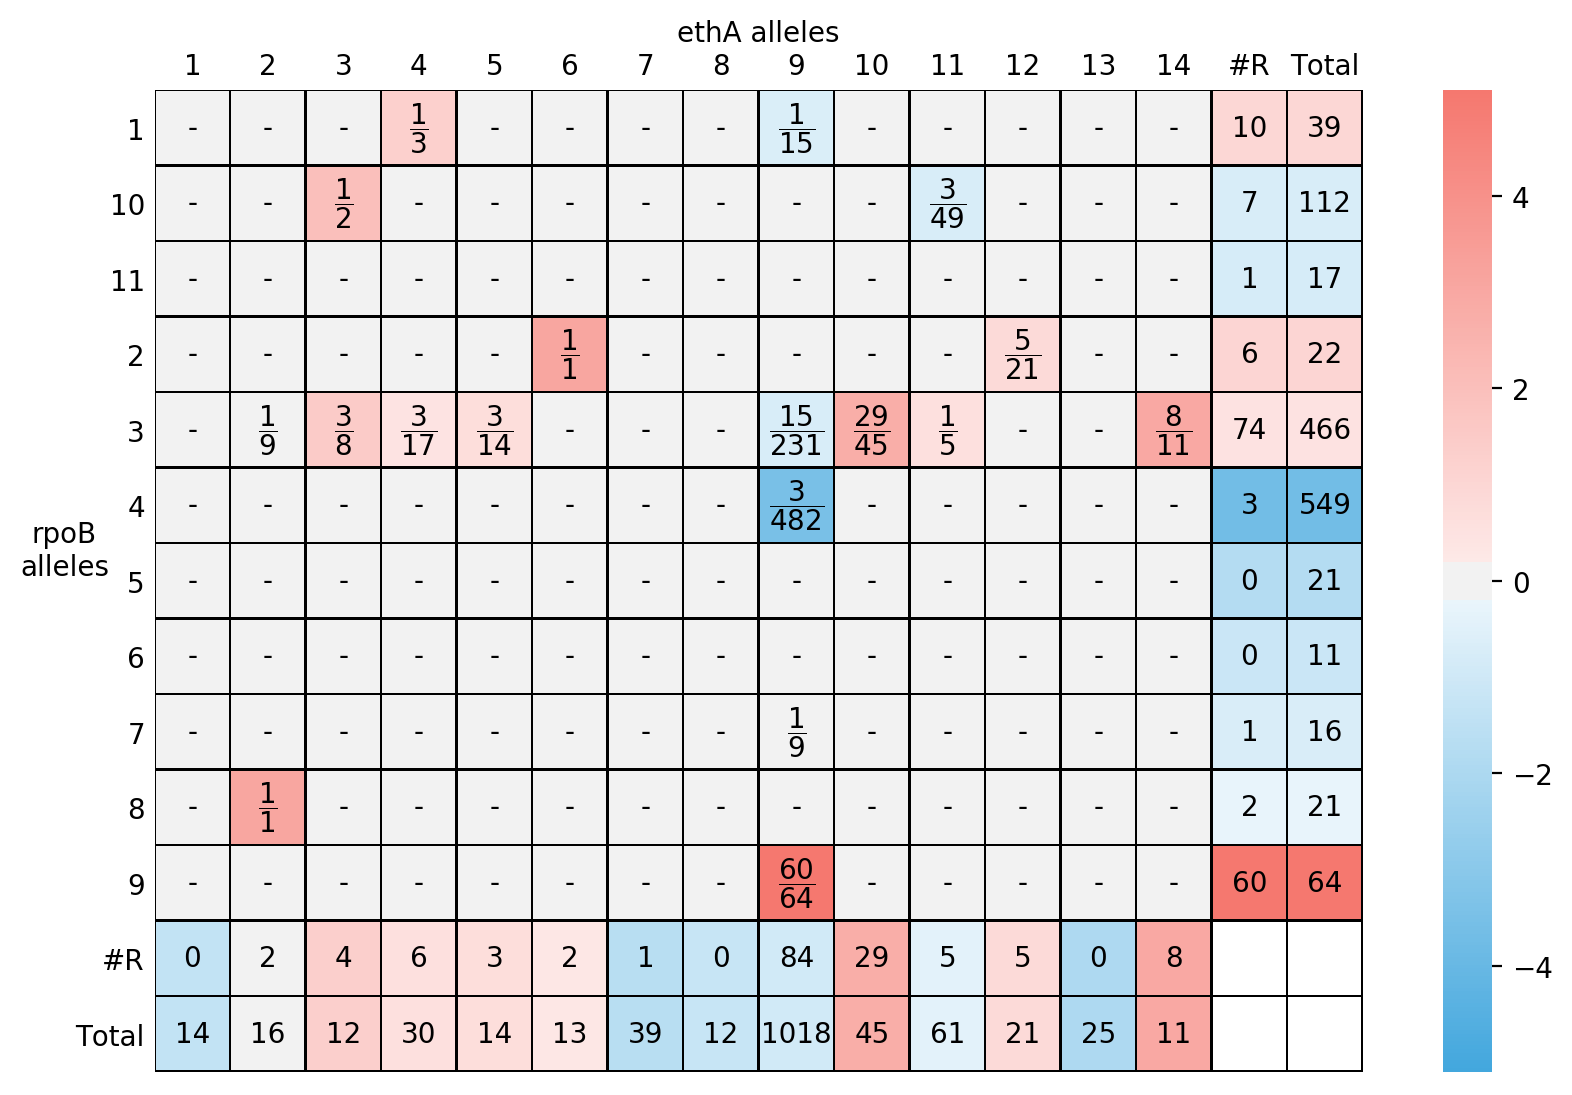 ethA alleles
1 2 3 4 5 6 7 8 9 10 11 12 13 14 #R Total
1 - - - 1/3 - - - - 1/15 - - - - - 10 39
10 - - 1/2 - - - - - - - 3/49 - - - 7 112
11 - - - - - - - - - - - - - - 1 17
2 - - - - - 1/1 - - - - - 5/21 - - 6 22
3 - 1/9 3/8 3/17 3/14 - - - 15/231 29/45 1/5 - - 8/11 74 466
4 - - - - - - - - 3/482 - - - - - 3 549
rpoB
alleles
5 - - - - - - - - - - - - - - 0 21
6 - - - - - - - - - - - - - - 0 11
7 - - - - - - - - 1/9 - - - - - 1 16
8 - 1/1 - - - - - - - - - - - - 2 21
9 - - - - - - - - 60/64 - - - - - 60 64
#R 0 2 4 6 3 2 1 0 84 29 5 5 0 8
Total 14 16 12 30 14 13 39 12 1018 45 61 21 25 11
4
2
0
−2
−4